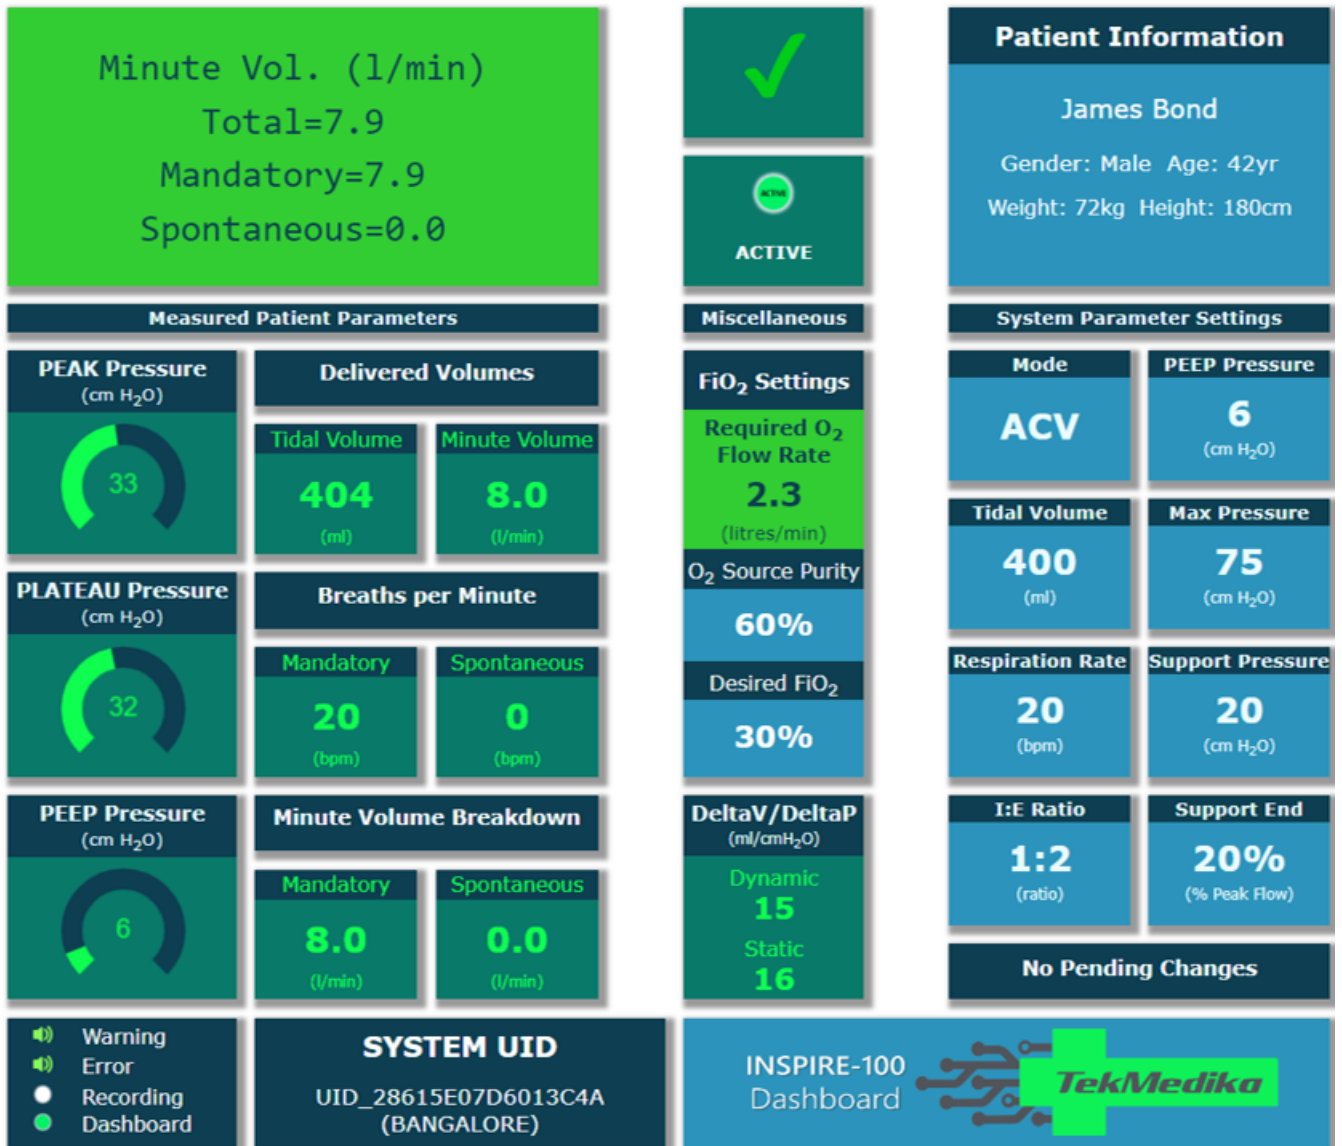 Minute Vol. (l/min)
Total=7.9
Mandatory=7.9
Spontaneous=0.0
ACTIVE
ACTIVE
Patient Information
James Bond
Gender: Male Age: 42yr
Weight: 72kg Height: 180cm
Measured Patient Parameters
PEAK Pressure
(cm H₂O)
33
Delivered Volumes
Tidal Volume
404
(ml)
Minute Volume
8.0
(l/min)
PLATEAU Pressure
(cm H₂O)
32
Breaths per Minute
Mandatory
20
(bpm)
Spontaneous
0
(bpm)
PEEP Pressure
(cm H₂O)
6
Minute Volume Breakdown
Mandatory
8.0
(l/min)
Spontaneous
0.0
(l/min)
Miscellaneous
FiO₂ Settings
Required O₂
Flow Rate
2.3
(litres/min)
O₂ Source Purity
60%
Desired FiO₂
30%
DeltaV/DeltaP
(ml/cmH₂O)
Dynamic
15
Static
16
System Parameter Settings
Mode
ACV
PEEP Pressure
6
(cm H₂O)
Tidal Volume
400
(ml)
Max Pressure
75
(cm H₂O)
Respiration Rate
20
(bpm)
Support Pressure
20
(cm H₂O)
I:E Ratio
1:2
(ratio)
Support End
20%
(% Peak Flow)
No Pending Changes
Warning
Error
Recording
Dashboard
SYSTEM UID
UID_28615E07D6013C4A
(BANGALORE)
INSPIRE-100
Dashboard
TekMedika